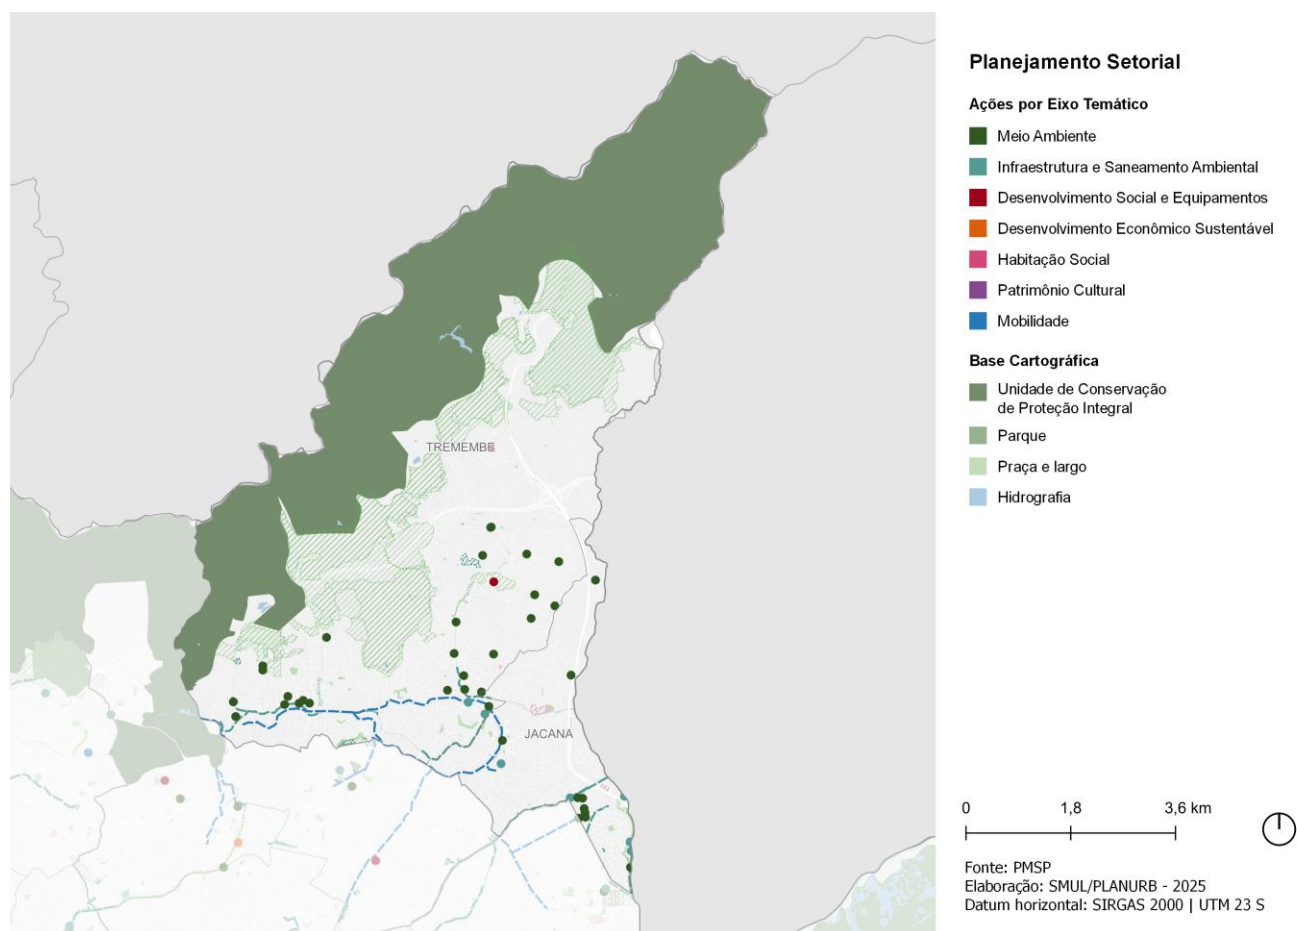 Planejamento Setorial
Ações por Eixo Temático
Meio Ambiente
Infraestrutura e Saneamento Ambiental
Desenvolvimento Social e Equipamentos
Desenvolvimento Econômico Sustentável
Habitação Social
Patrimônio Cultural
Mobilidade
Base Cartográfica
Unidade de Conservação
de Proteção Integral
Parque
Praça e largo
Hidrografia
TREMEMBE
JACANA
0 1,8 3,6 km
Fonte: PMSP
Elaboração: SMUL/PLANURB - 2025
Datum horizontal: SIRGAS 2000 | UTM 23 S